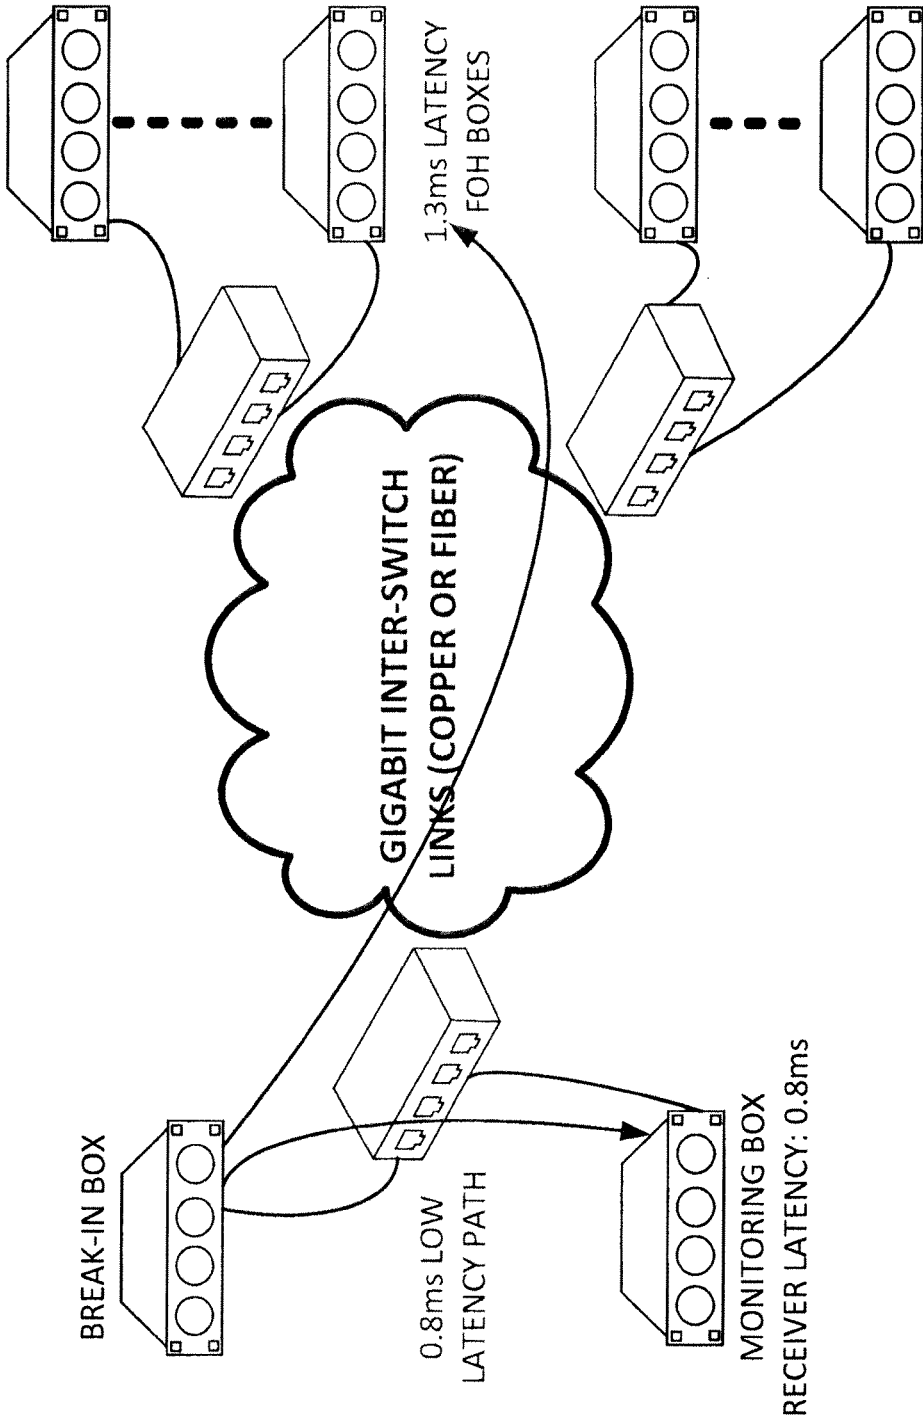 BREAK-IN BOX
0.8ms LOW
LATENCY PATH
MONITORING BOX
RECEIVER LATENCY: 0.8ms
GIGABIT INTER-SWITCH
LINKS (COPPER OR FIBER)
1.3ms LATENCY
FOH BOXES